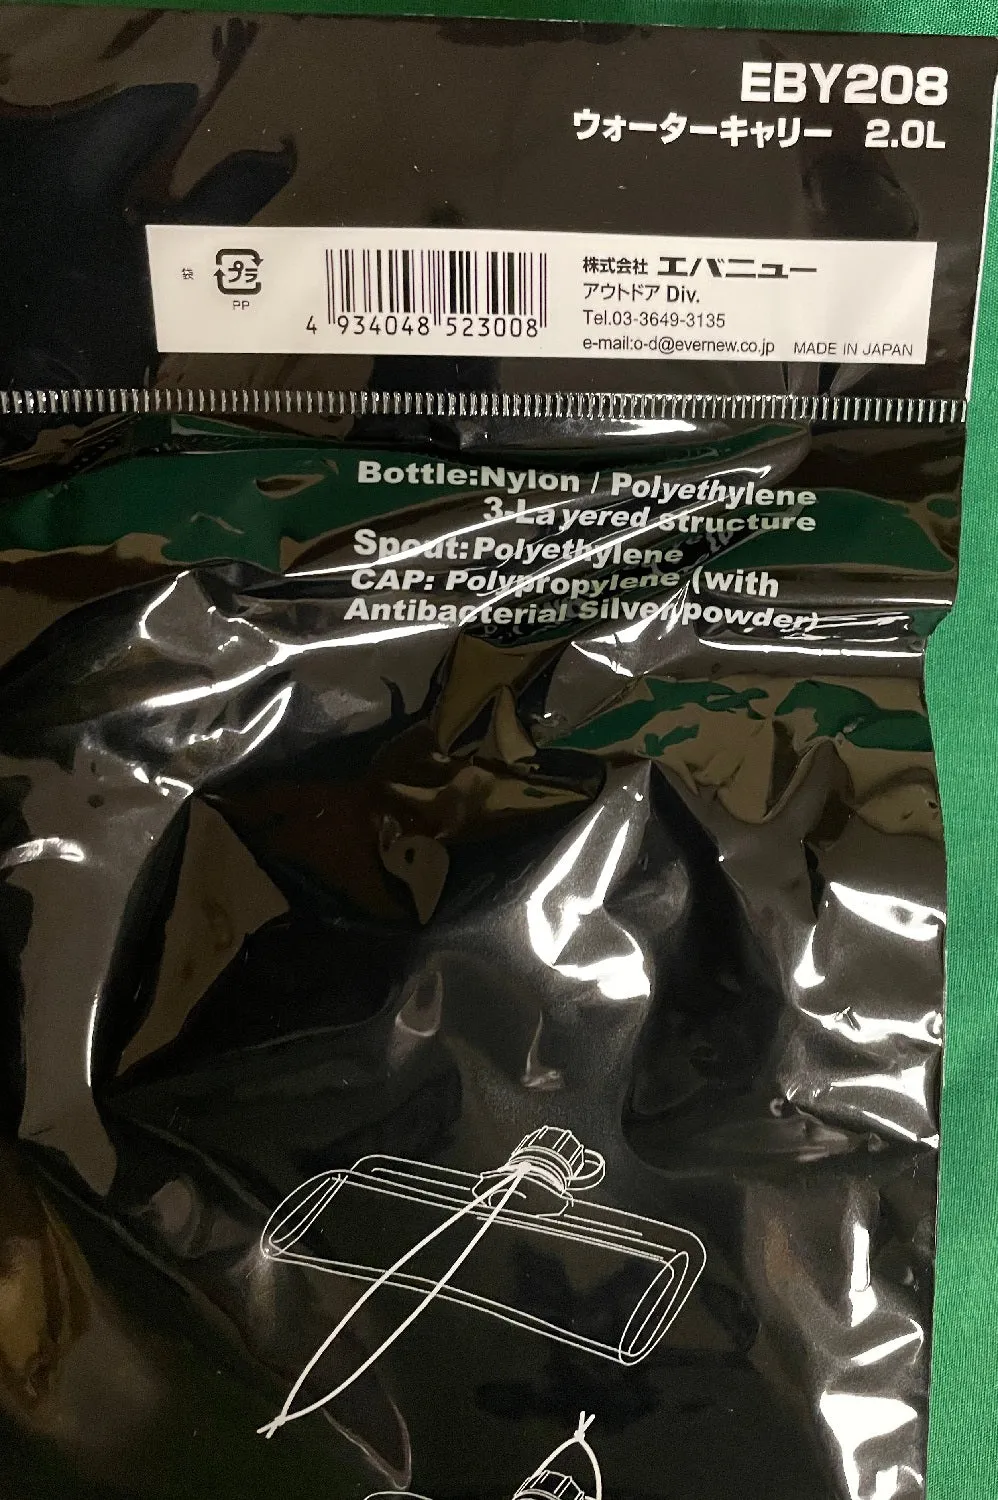 EBY208
ウォーターキャリー 2.0L
袋
プラ
PP
4 934048 523008
株式会社 エバニュー
アウトドア Div.
Tel.03-3649-3135
e-mail:o-d@evernew.co.jp MADE IN JAPAN
Bottle:Nylon / Polyethylene
3-Layered structure
Spout:Polyethylene
CAP: Polypropylene (with
Antibacterial Silver powder)